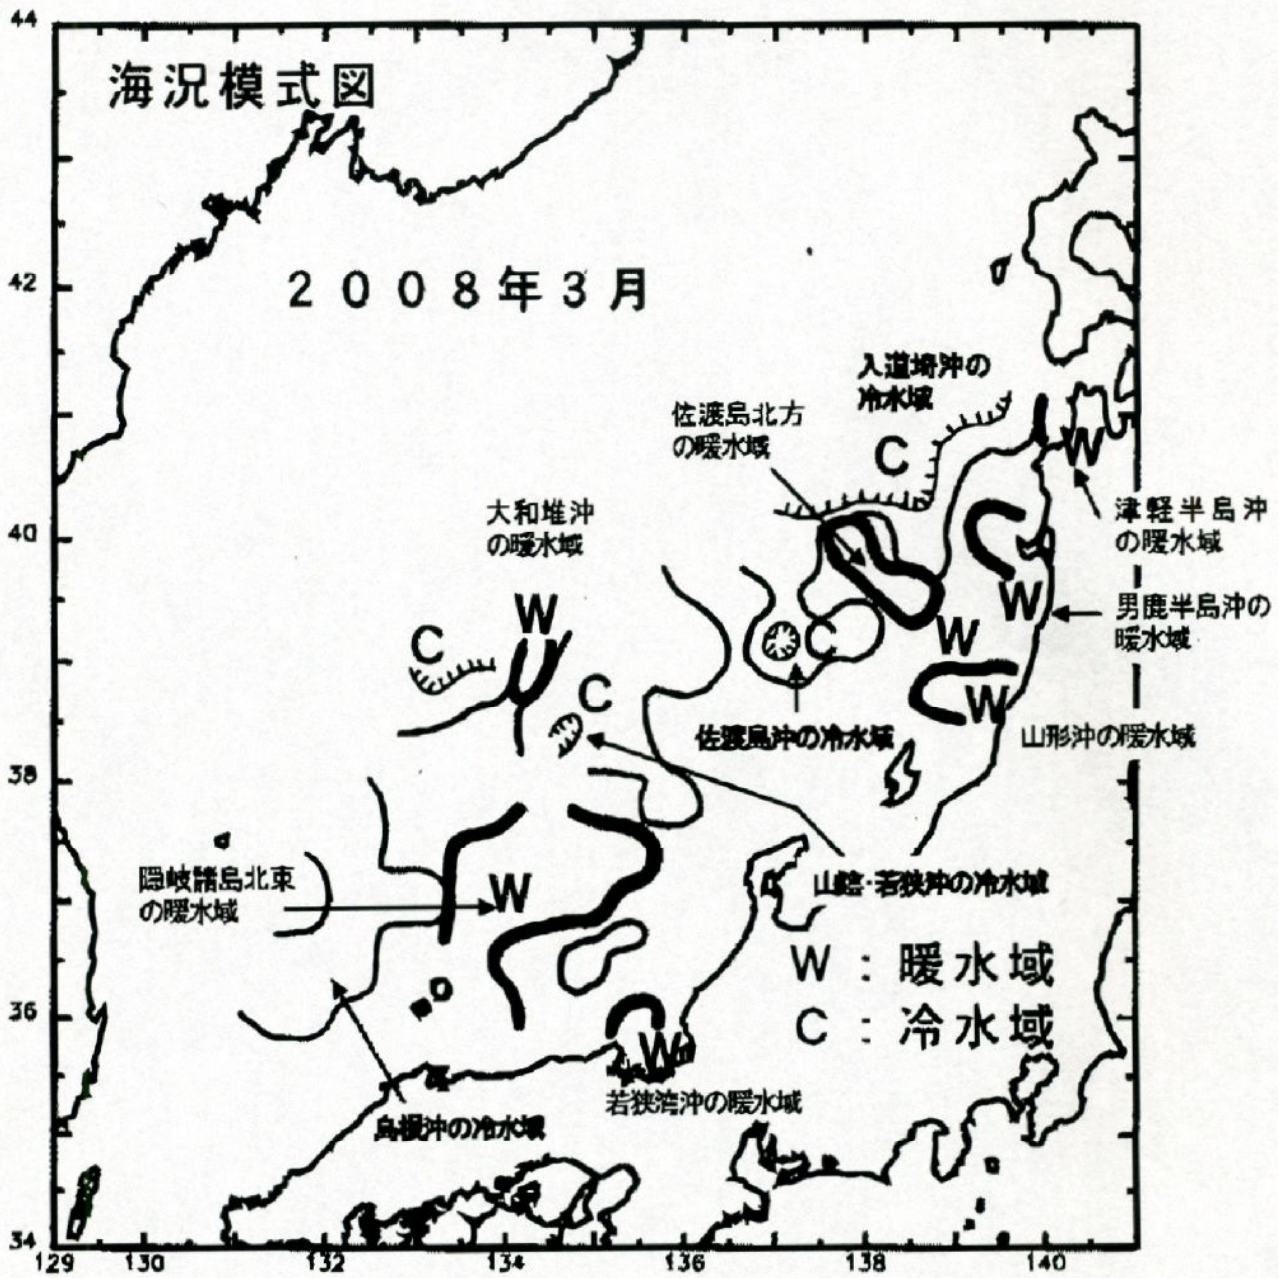 44
海況模式図
2008年3月
42
入道埼沖の
冷水域
佐渡島北方
の暖水域
C
W
大和堆沖
の暖水域
40
津軽半島沖
の暖水域
W
W
男鹿半島沖の
暖水域
C
C
W
C
W
佐渡島沖の冷水域
山形沖の暖水域
38
隠岐諸島北東
の暖水域
W
山陰・若狭沖の冷水域
W：暖水域
C：冷水域
36
W
若狭湾沖の暖水域
島根沖の冷水域
34
129 130 132 134 136 138 140